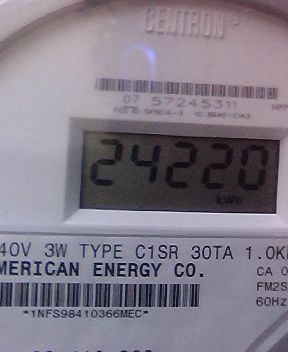 CENTRON®
07 57245311
24220
kWh
40V 3W TYPE C1SR 30TA 1.0K
MERICAN ENERGY CO.
CA 0
FM2S
60Hz
*1NFS98410366MEC*